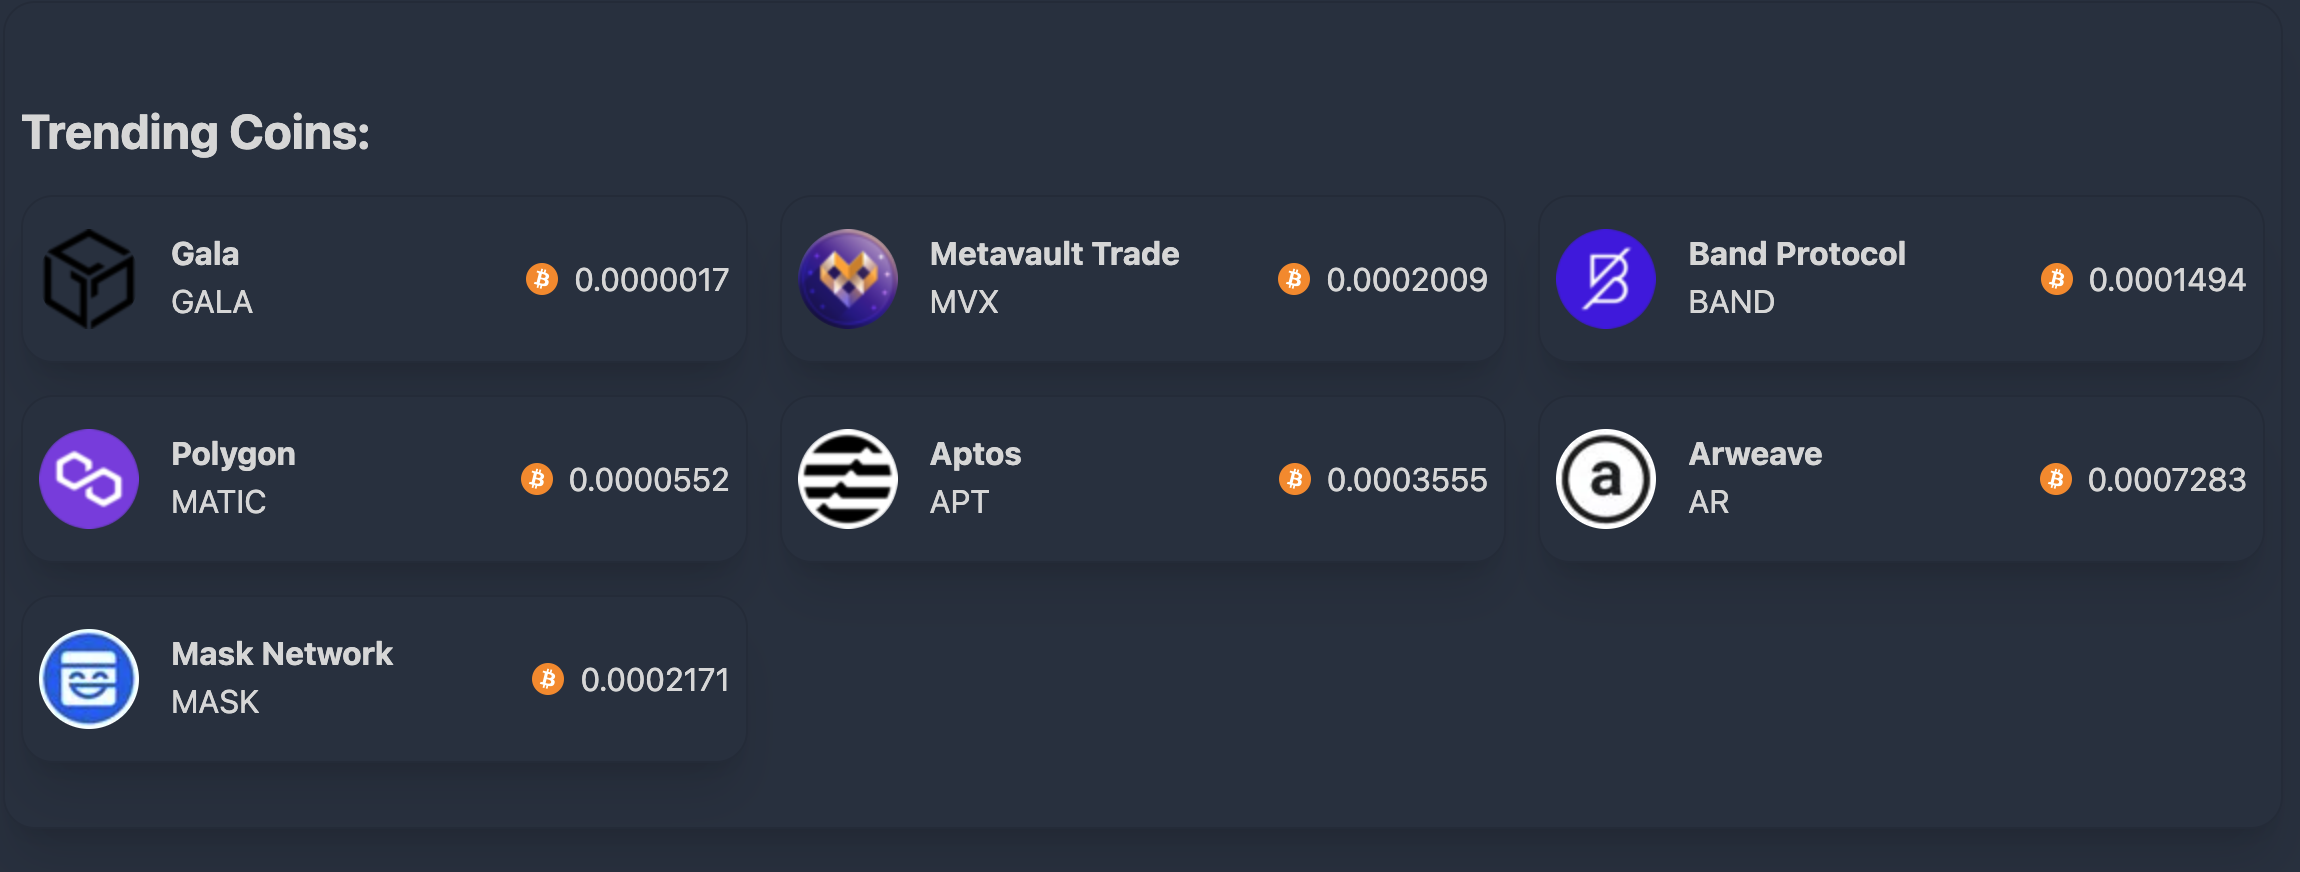 Trending Coins:
Gala
GALA
0.0000017
Metavault Trade
MVX
0.0002009
Band Protocol
BAND
0.0001494
Polygon
MATIC
0.0000552
Aptos
APT
0.0003555
a
Arweave
AR
0.0007283
Mask Network
MASK
0.0002171